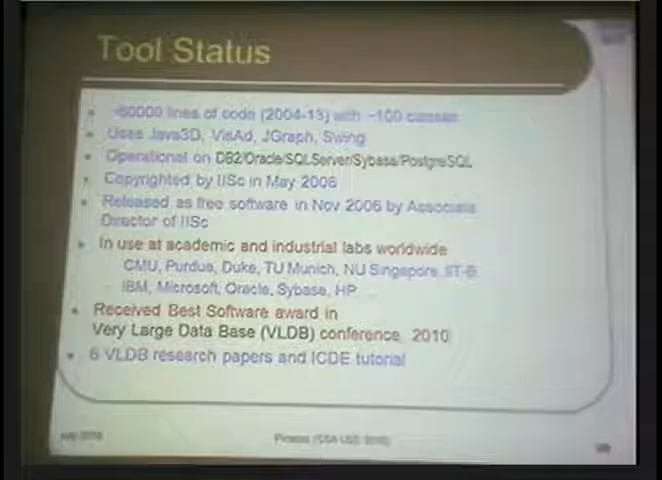 Tool Status
~60000 lines of code (2004-13) with ~100 classes
Uses Java3D, VisAd, JGraph, Swing
Operational on DB2/Oracle/SQLServer/Sybase/PostgreSQL
Copyrighted by IISc in May 2006
Released as free software in Nov 2006 by Associate
Director of IISc
In use at academic and industrial labs worldwide
CMU, Purdue, Duke, TU Munich, NU Singapore, IIT-B
IBM, Microsoft, Oracle, Sybase, HP
Received Best Software award in
Very Large Data Base (VLDB) conference, 2010
6 VLDB research papers and ICDE tutorial
Picasso